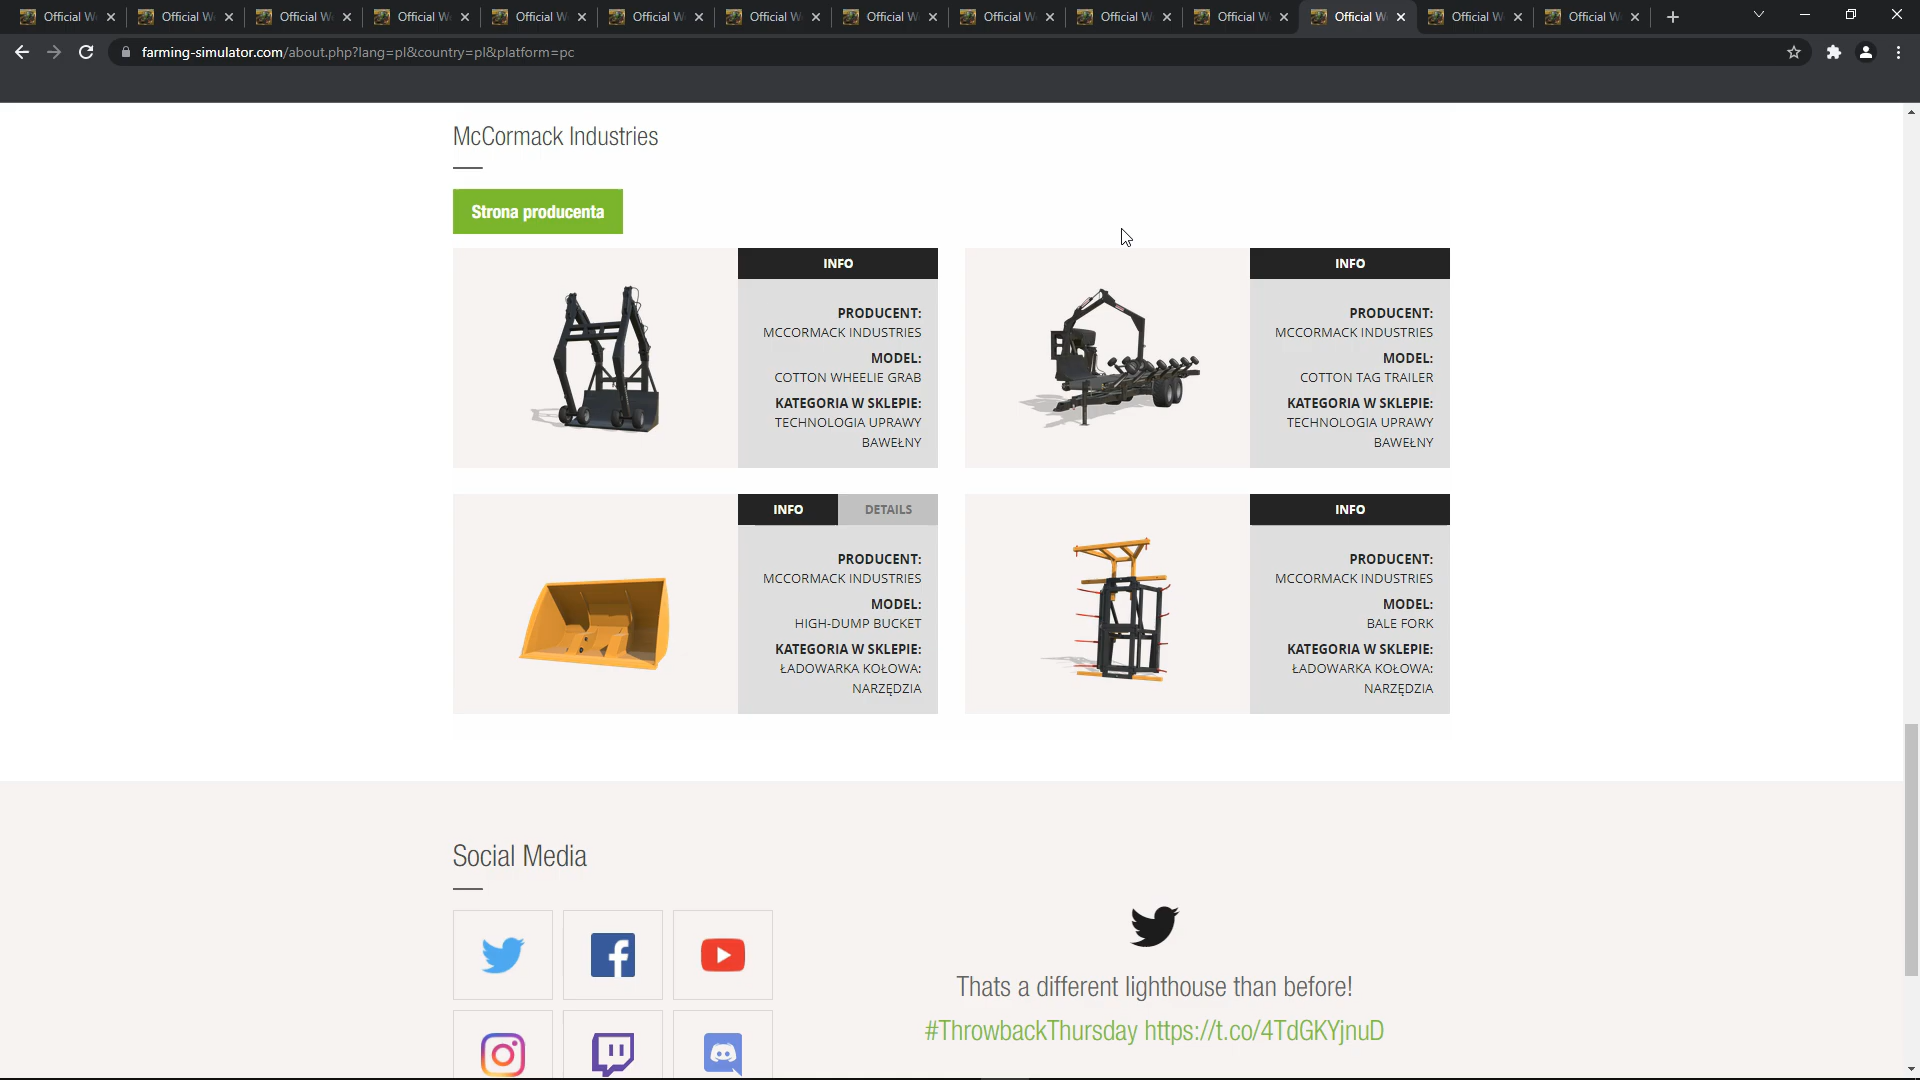 Official W
Official W
Official W
Official W
Official W
Official W
Official W
Official W
Official W
Official W
Official W
Official W
Official W
Official W
farming-simulator.com/about.php?lang=pl&country=pl&platform=pc
McCormack Industries
Strona producenta
INFO
PRODUCENT:
MCCORMACK INDUSTRIES
MODEL:
COTTON WHEELIE GRAB
KATEGORIA W SKLEPIE:
TECHNOLOGIA UPRAWY
BAWEŁNY
INFO
PRODUCENT:
MCCORMACK INDUSTRIES
MODEL:
COTTON TAG TRAILER
KATEGORIA W SKLEPIE:
TECHNOLOGIA UPRAWY
BAWEŁNY
INFO DETAILS
PRODUCENT:
MCCORMACK INDUSTRIES
MODEL:
HIGH-DUMP BUCKET
KATEGORIA W SKLEPIE:
ŁADOWARKA KOŁOWA:
NARZĘDZIA
INFO
PRODUCENT:
MCCORMACK INDUSTRIES
MODEL:
BALE FORK
KATEGORIA W SKLEPIE:
ŁADOWARKA KOŁOWA:
NARZĘDZIA
Social Media
Thats a different lighthouse than before!
#ThrowbackThursday https://t.co/4TdGKYjnuD